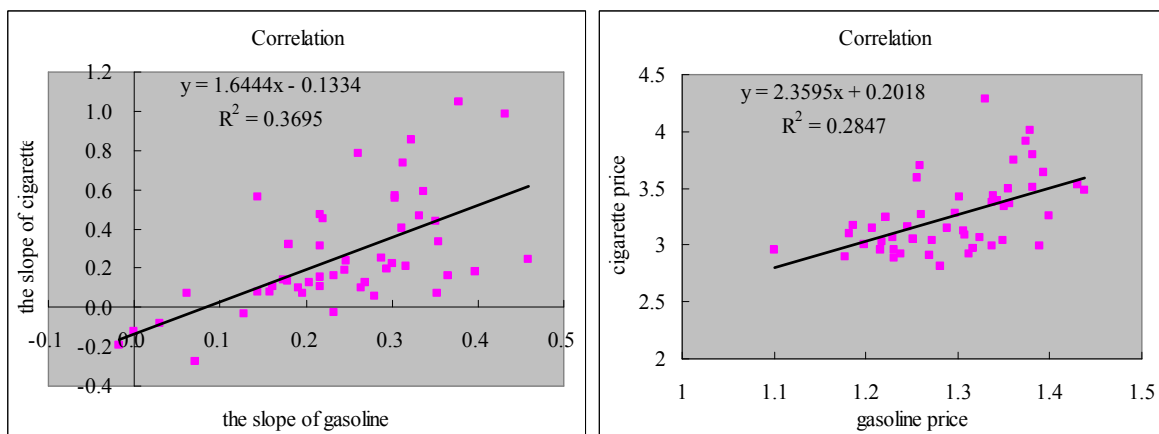 Correlation
y = 1.6444x - 0.1334
R² = 0.3695
1.2
1.0
0.8
0.6
0.4
0.2
0.0
-0.2
-0.4
-0.1 0.0 0.1 0.2 0.3 0.4 0.5
the slope of cigarette
the slope of gasoline
Correlation
y = 2.3595x + 0.2018
R² = 0.2847
4.5
4
3.5
3
2.5
2
1 1.1 1.2 1.3 1.4 1.5
cigarette price
gasoline price